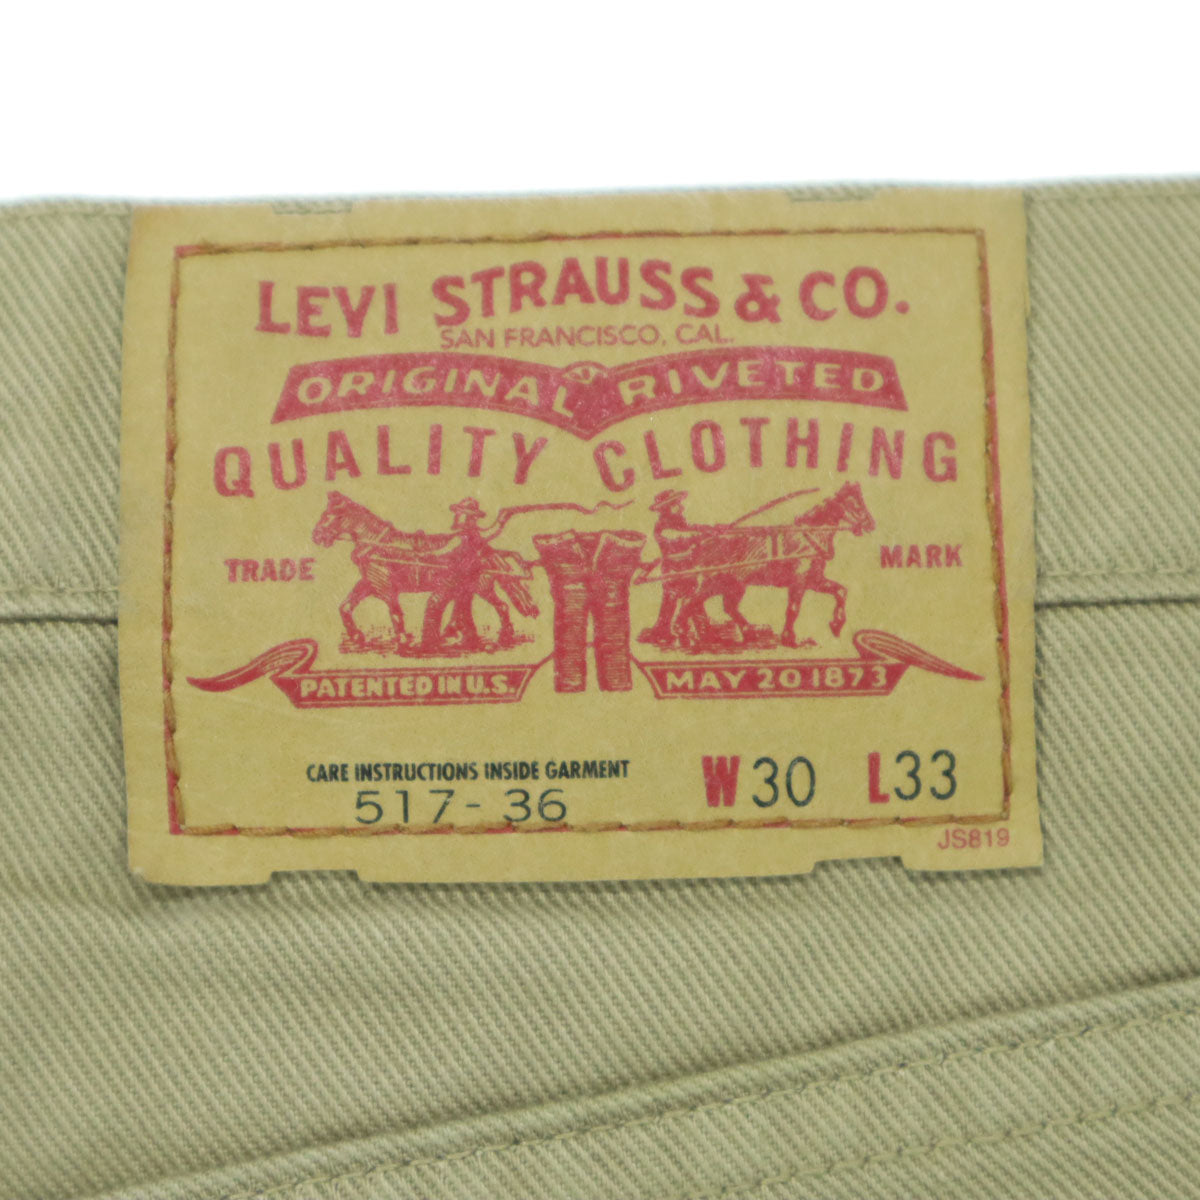 LEVI STRAUSS & CO.
SAN FRANCISCO, CAL.
ORIGINAL RIVETED
QUALITY CLOTHING
TRADE MARK
PATENTED IN U.S. MAY 20 1873
CARE INSTRUCTIONS INSIDE GARMENT
517-36 W30 L33
JS819